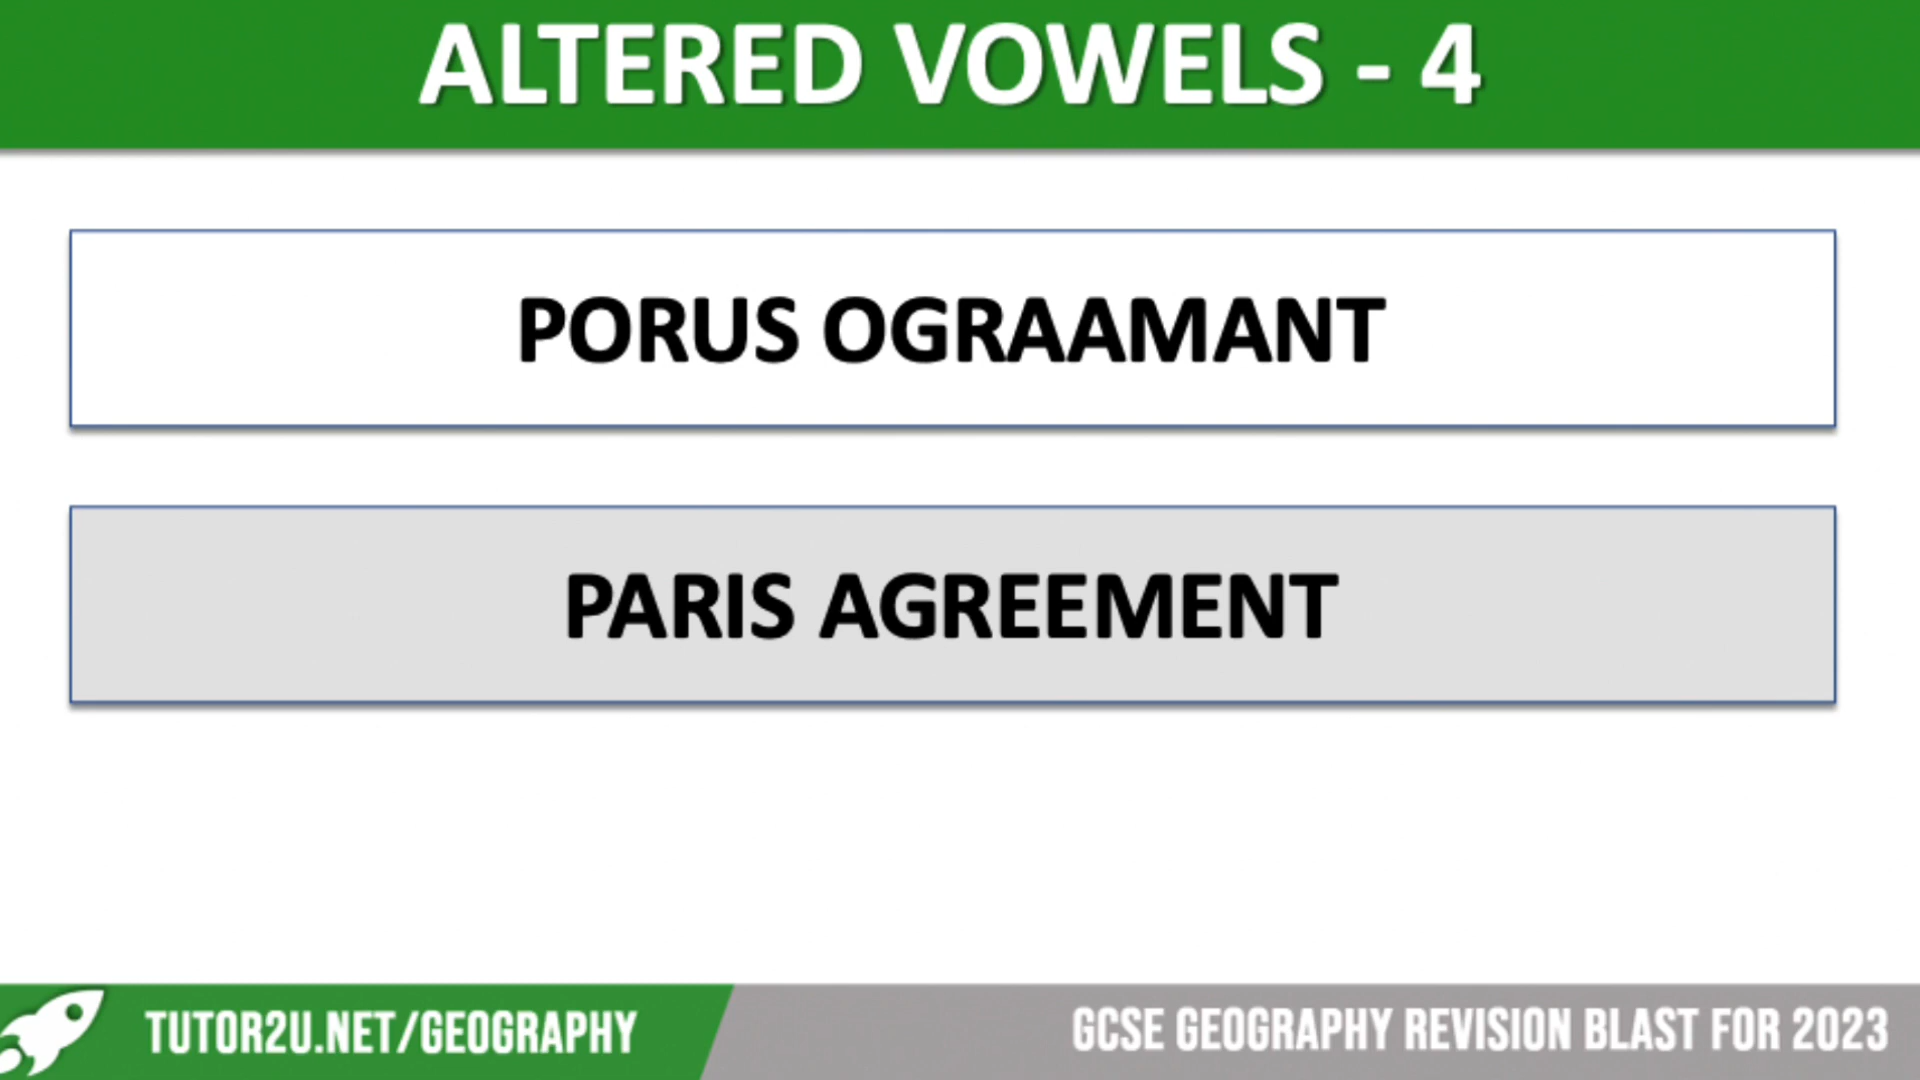 ALTERED VOWELS - 4
PORUS OGRAAMANT
PARIS AGREEMENT
TUTOR2U.NET/GEOGRAPHY
GCSE GEOGRAPHY REVISION BLAST FOR 2023